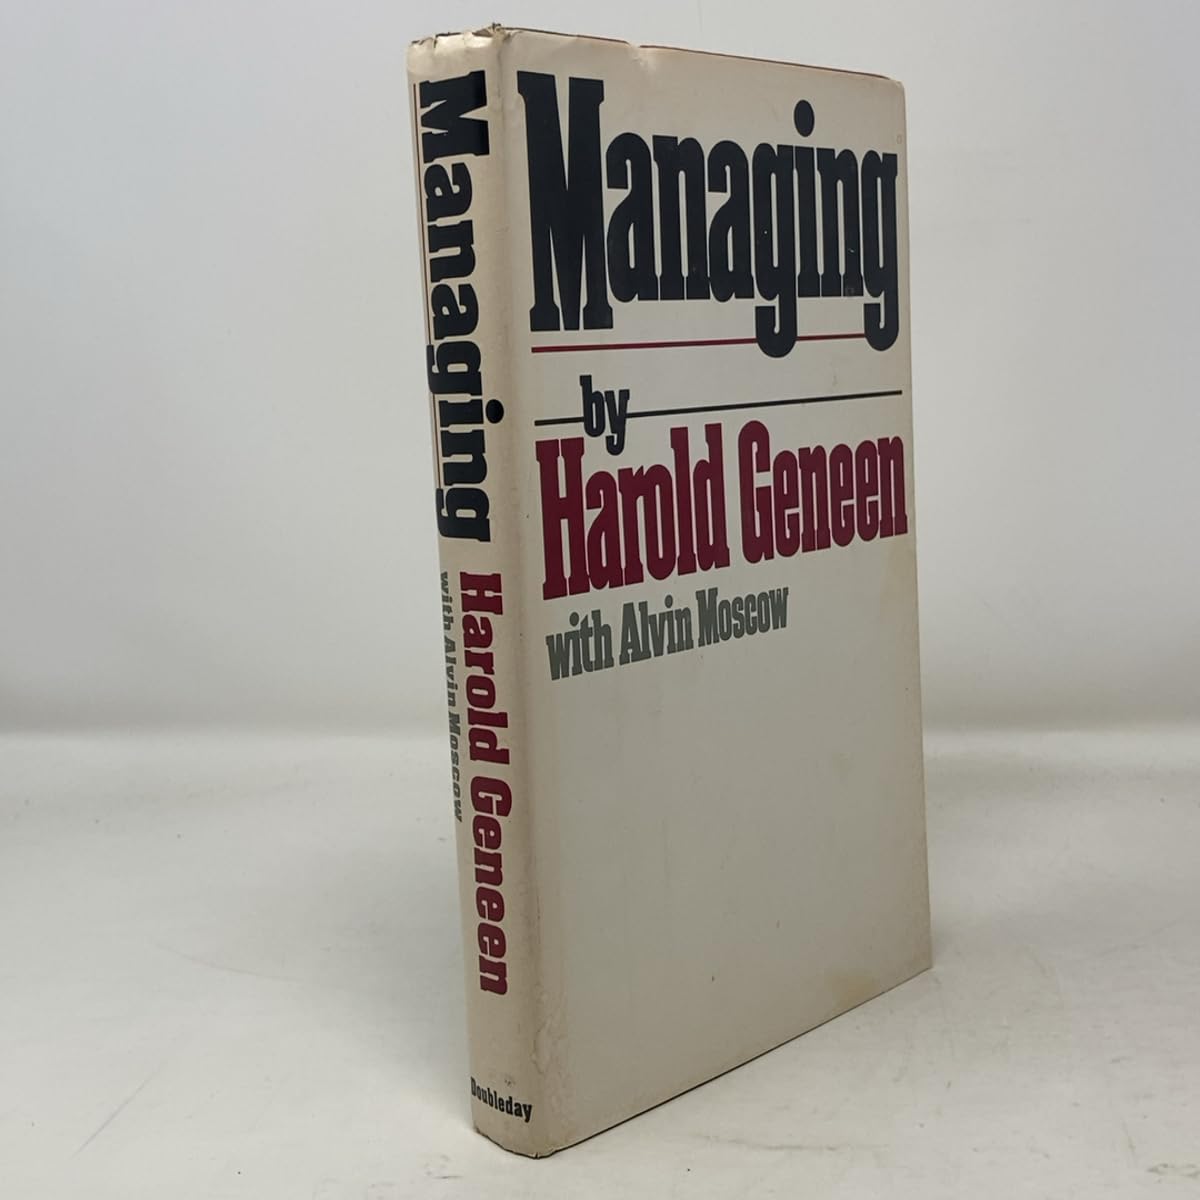 Managing
by
Harold Geneen
with Alvin Moscow
Managing
Harold Geneen
with Alvin Moscow
Doubleday